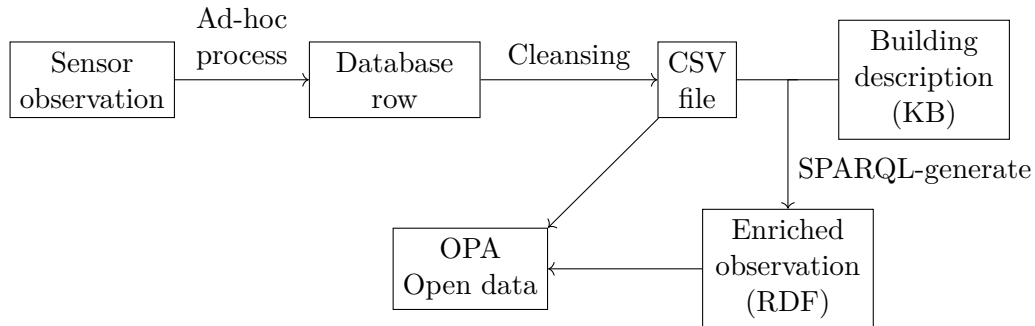 Ad-hoc
process
Sensor
observation
Database
row
Cleansing
CSV
file
Building
description
(KB)
SPARQL-generate
OPA
Open data
Enriched
observation
(RDF)